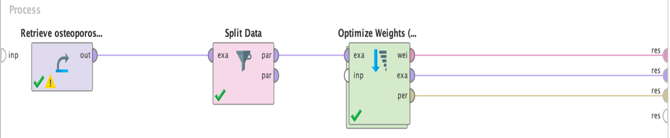 Process
Retrieve osteoporos...
Split Data
Optimize Weights (...
inp
out
exa
par
par
exa
inp
wei
exa
per
res
res
res
res